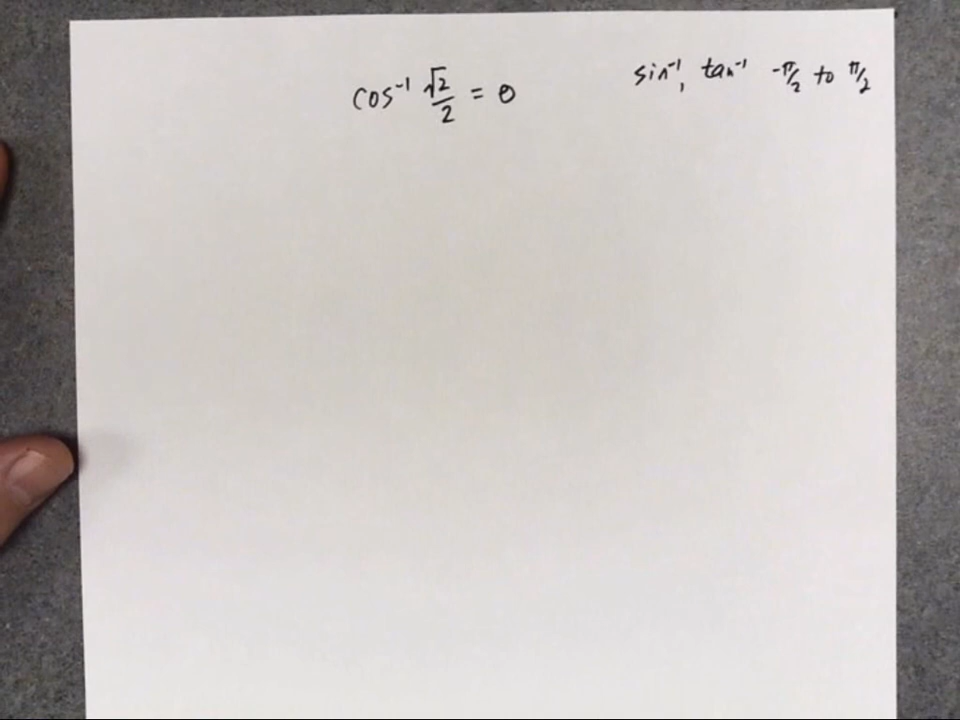 cos⁻¹ √2/2 = θ
sin⁻¹, tan⁻¹ -π/2 to π/2